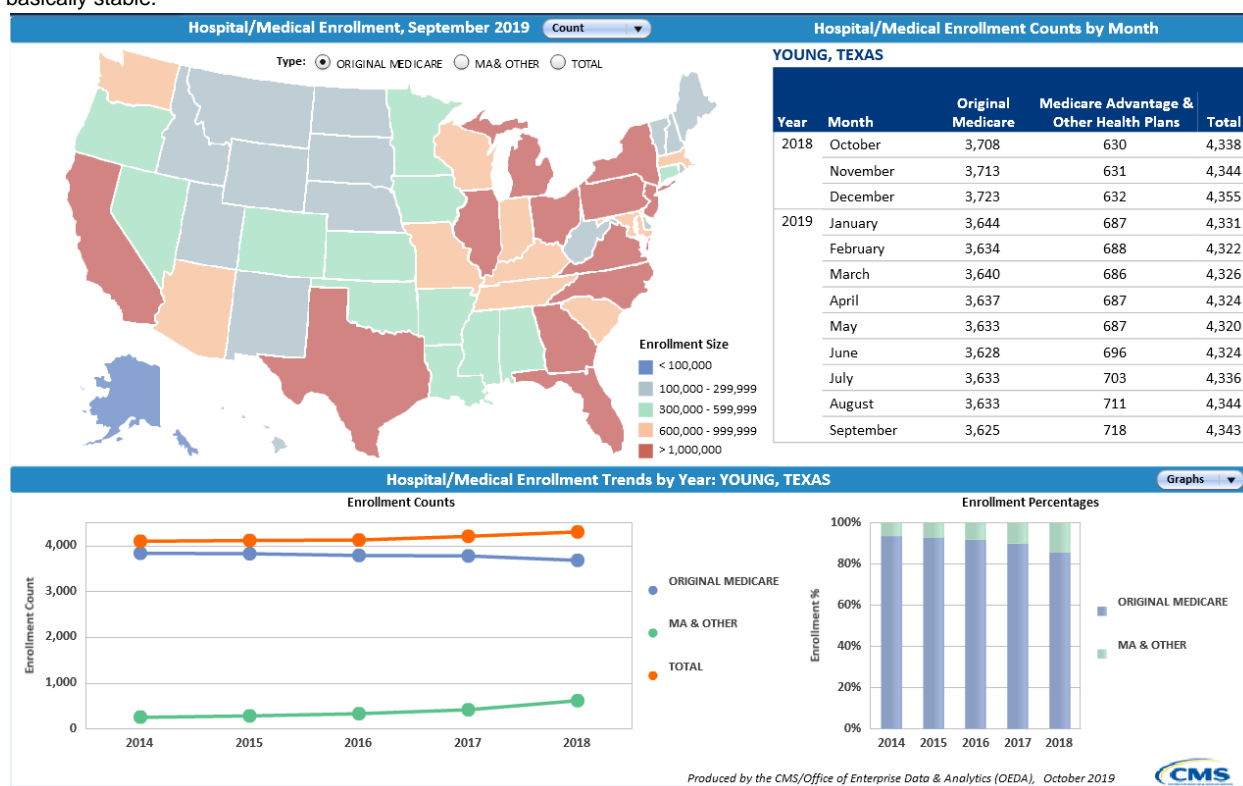 basically stable.
Hospital/Medical Enrollment, September 2019
Count
Type: ORIGINAL MEDICARE MA& OTHER TOTAL
Enrollment Size
< 100,000
100,000 - 299,999
300,000 - 599,999
600,000 - 999,999
> 1,000,000
Hospital/Medical Enrollment Counts by Month
YOUNG, TEXAS
Year Month Original Medicare Medicare Advantage & Other Health Plans Total
2018 October 3,708 630 4,338
November 3,713 631 4,344
December 3,723 632 4,355
2019 January 3,644 687 4,331
February 3,634 688 4,322
March 3,640 686 4,326
April 3,637 687 4,324
May 3,633 687 4,320
June 3,628 696 4,324
July 3,633 703 4,336
August 3,633 711 4,344
September 3,625 718 4,343
Hospital/Medical Enrollment Trends by Year: YOUNG, TEXAS
Graphs
Enrollment Counts
Enrollment Count
4,000
3,000
2,000
1,000
0
2014 2015 2016 2017 2018
ORIGINAL MEDICARE
MA & OTHER
TOTAL
Enrollment Percentages
Enrollment %
100%
80%
60%
40%
20%
0%
2014 2015 2016 2017 2018
ORIGINAL MEDICARE
MA & OTHER
Produced by the CMS/Office of Enterprise Data & Analytics (OEDA), October 2019
CMS